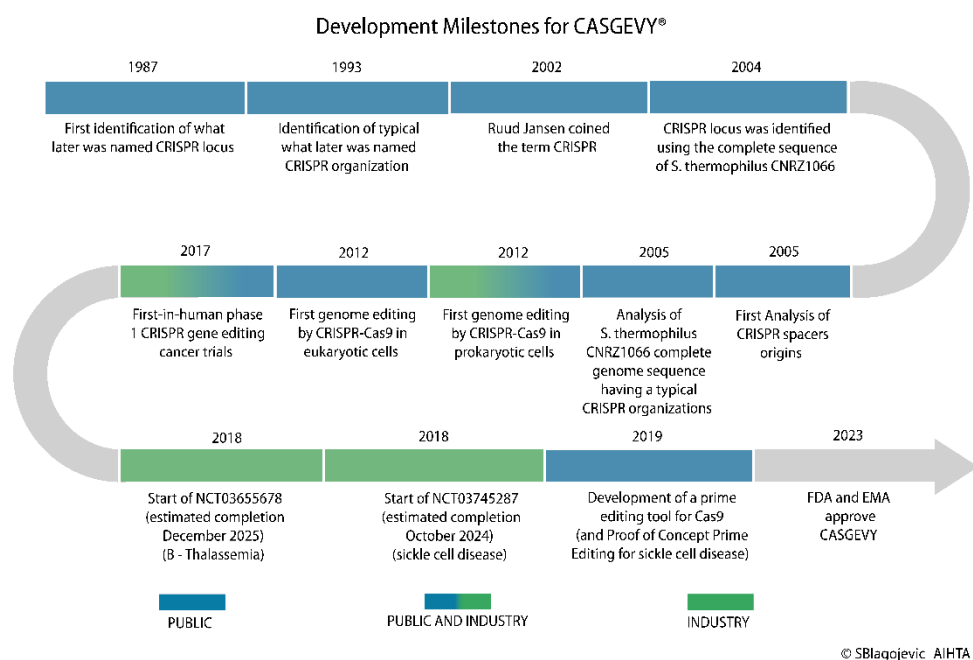 Development Milestones for CASGEVY®
1987
First identification of what
later was named CRISPR locus
1993
Identification of typical
what later was named
CRISPR organization
2002
Ruud Jansen coined
the term CRISPR
2004
CRISPR locus was identified
using the complete sequence
of S. thermophilus CNRZ1066
2017
First-in-human phase
1 CRISPR gene editing
cancer trials
2012
First genome editing
by CRISPR-Cas9 in
eukaryotic cells
2012
First genome editing
by CRISPR-Cas9 in
prokaryotic cells
2005
Analysis of
S. thermophilus
CNRZ1066 complete
genome sequence
having a typical
CRISPR organizations
2005
First Analysis of
CRISPR spacers
origins
2018
Start of NCT03655678
(estimated completion
December 2025)
(B - Thalassemia)
2018
Start of NCT03745287
(estimated completion
October 2024)
(sickle cell disease)
2019
Development of a prime
editing tool for Cas9
(and Proof of Concept Prime
Editing for sickle cell disease)
2023
FDA and EMA
approve
CASGEVY
PUBLIC
PUBLIC AND INDUSTRY
INDUSTRY
© SBlagojevic AIHTA